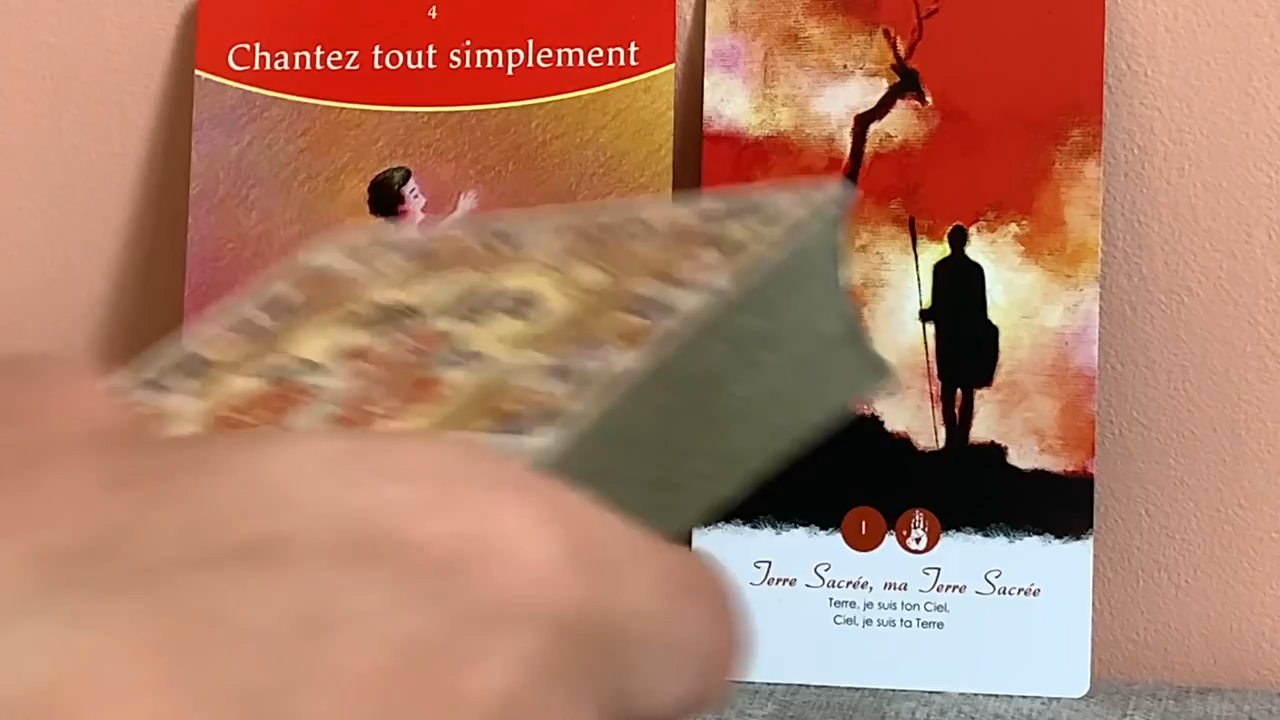 4
Chantez tout simplement
I
Terre Sacrée, ma Terre Sacrée
Terre, je suis ton Ciel,
Ciel, je suis ta Terre